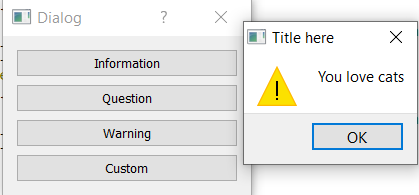 Dialog
?
Information
Question
Warning
Custom
Title here
You love cats
OK